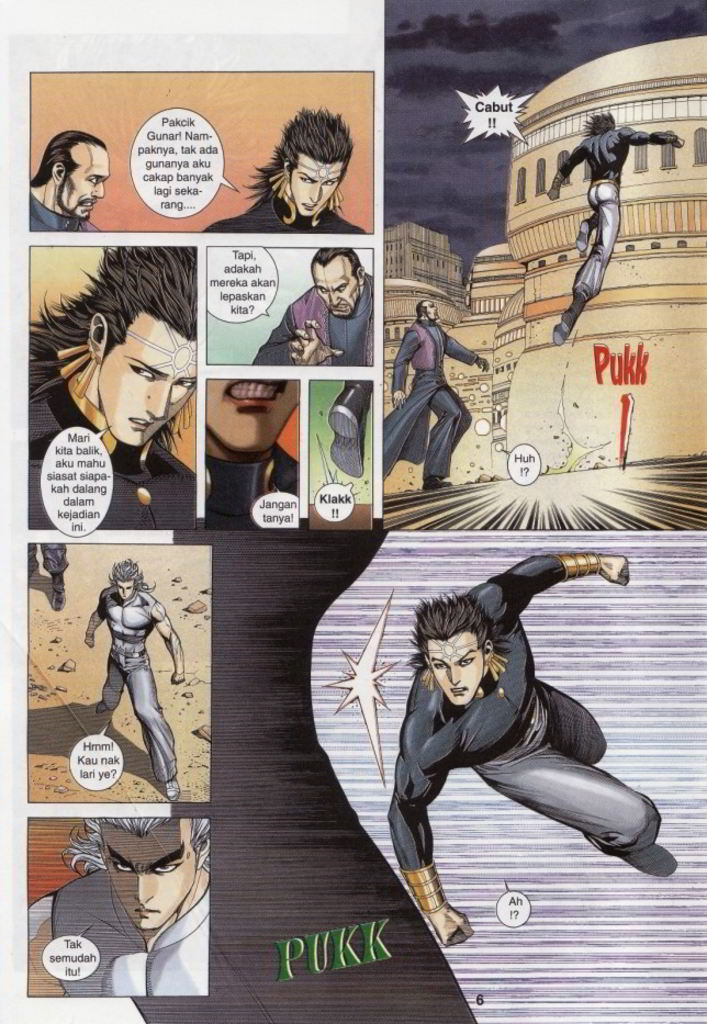 Pakcik
Gunar! Nam-
paknya, tak ada
gunanya aku
cakap banyak
lagi seka-
rang....
Tapi,
adakah
mereka akan
lepaskan
kita?
Mari
kita balik,
aku mahu
siasat siapa-
kah dalang
dalam
kejadian
ini.
Jangan
tanya!
Klakk
!!
Cabut
!!
Pukk
!
Huh
!?
Hrnm!
Kau nak
lari ye?
Tak
semudah
itu!
PUKK
Ah
!?
6